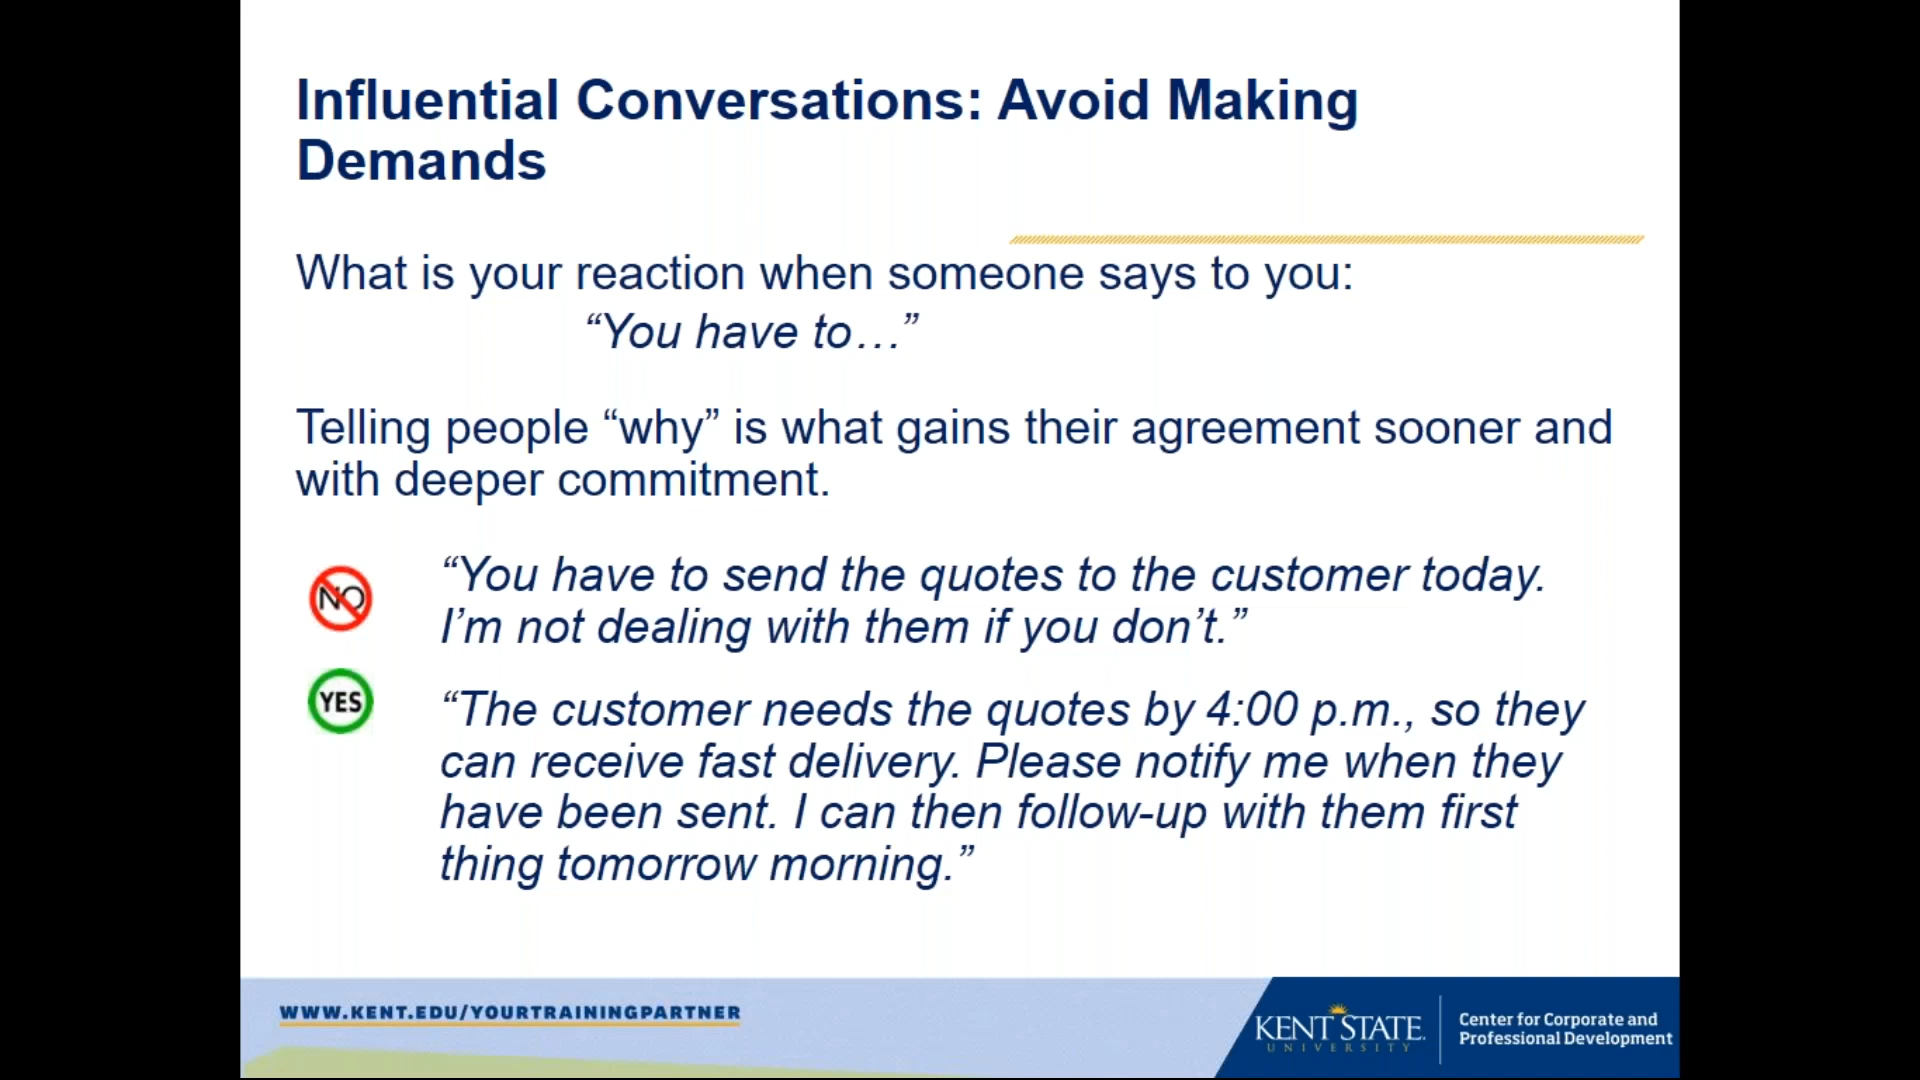 Influential Conversations: Avoid Making
Demands
What is your reaction when someone says to you:
“You have to…”
Telling people “why” is what gains their agreement sooner and
with deeper commitment.
NO
“You have to send the quotes to the customer today.
I’m not dealing with them if you don’t.”
YES
“The customer needs the quotes by 4:00 p.m., so they
can receive fast delivery. Please notify me when they
have been sent. I can then follow-up with them first
thing tomorrow morning.”
WWW.KENT.EDU/YOURTRAININGPARTNER
KENT STATE
UNIVERSITY
Center for Corporate and
Professional Development